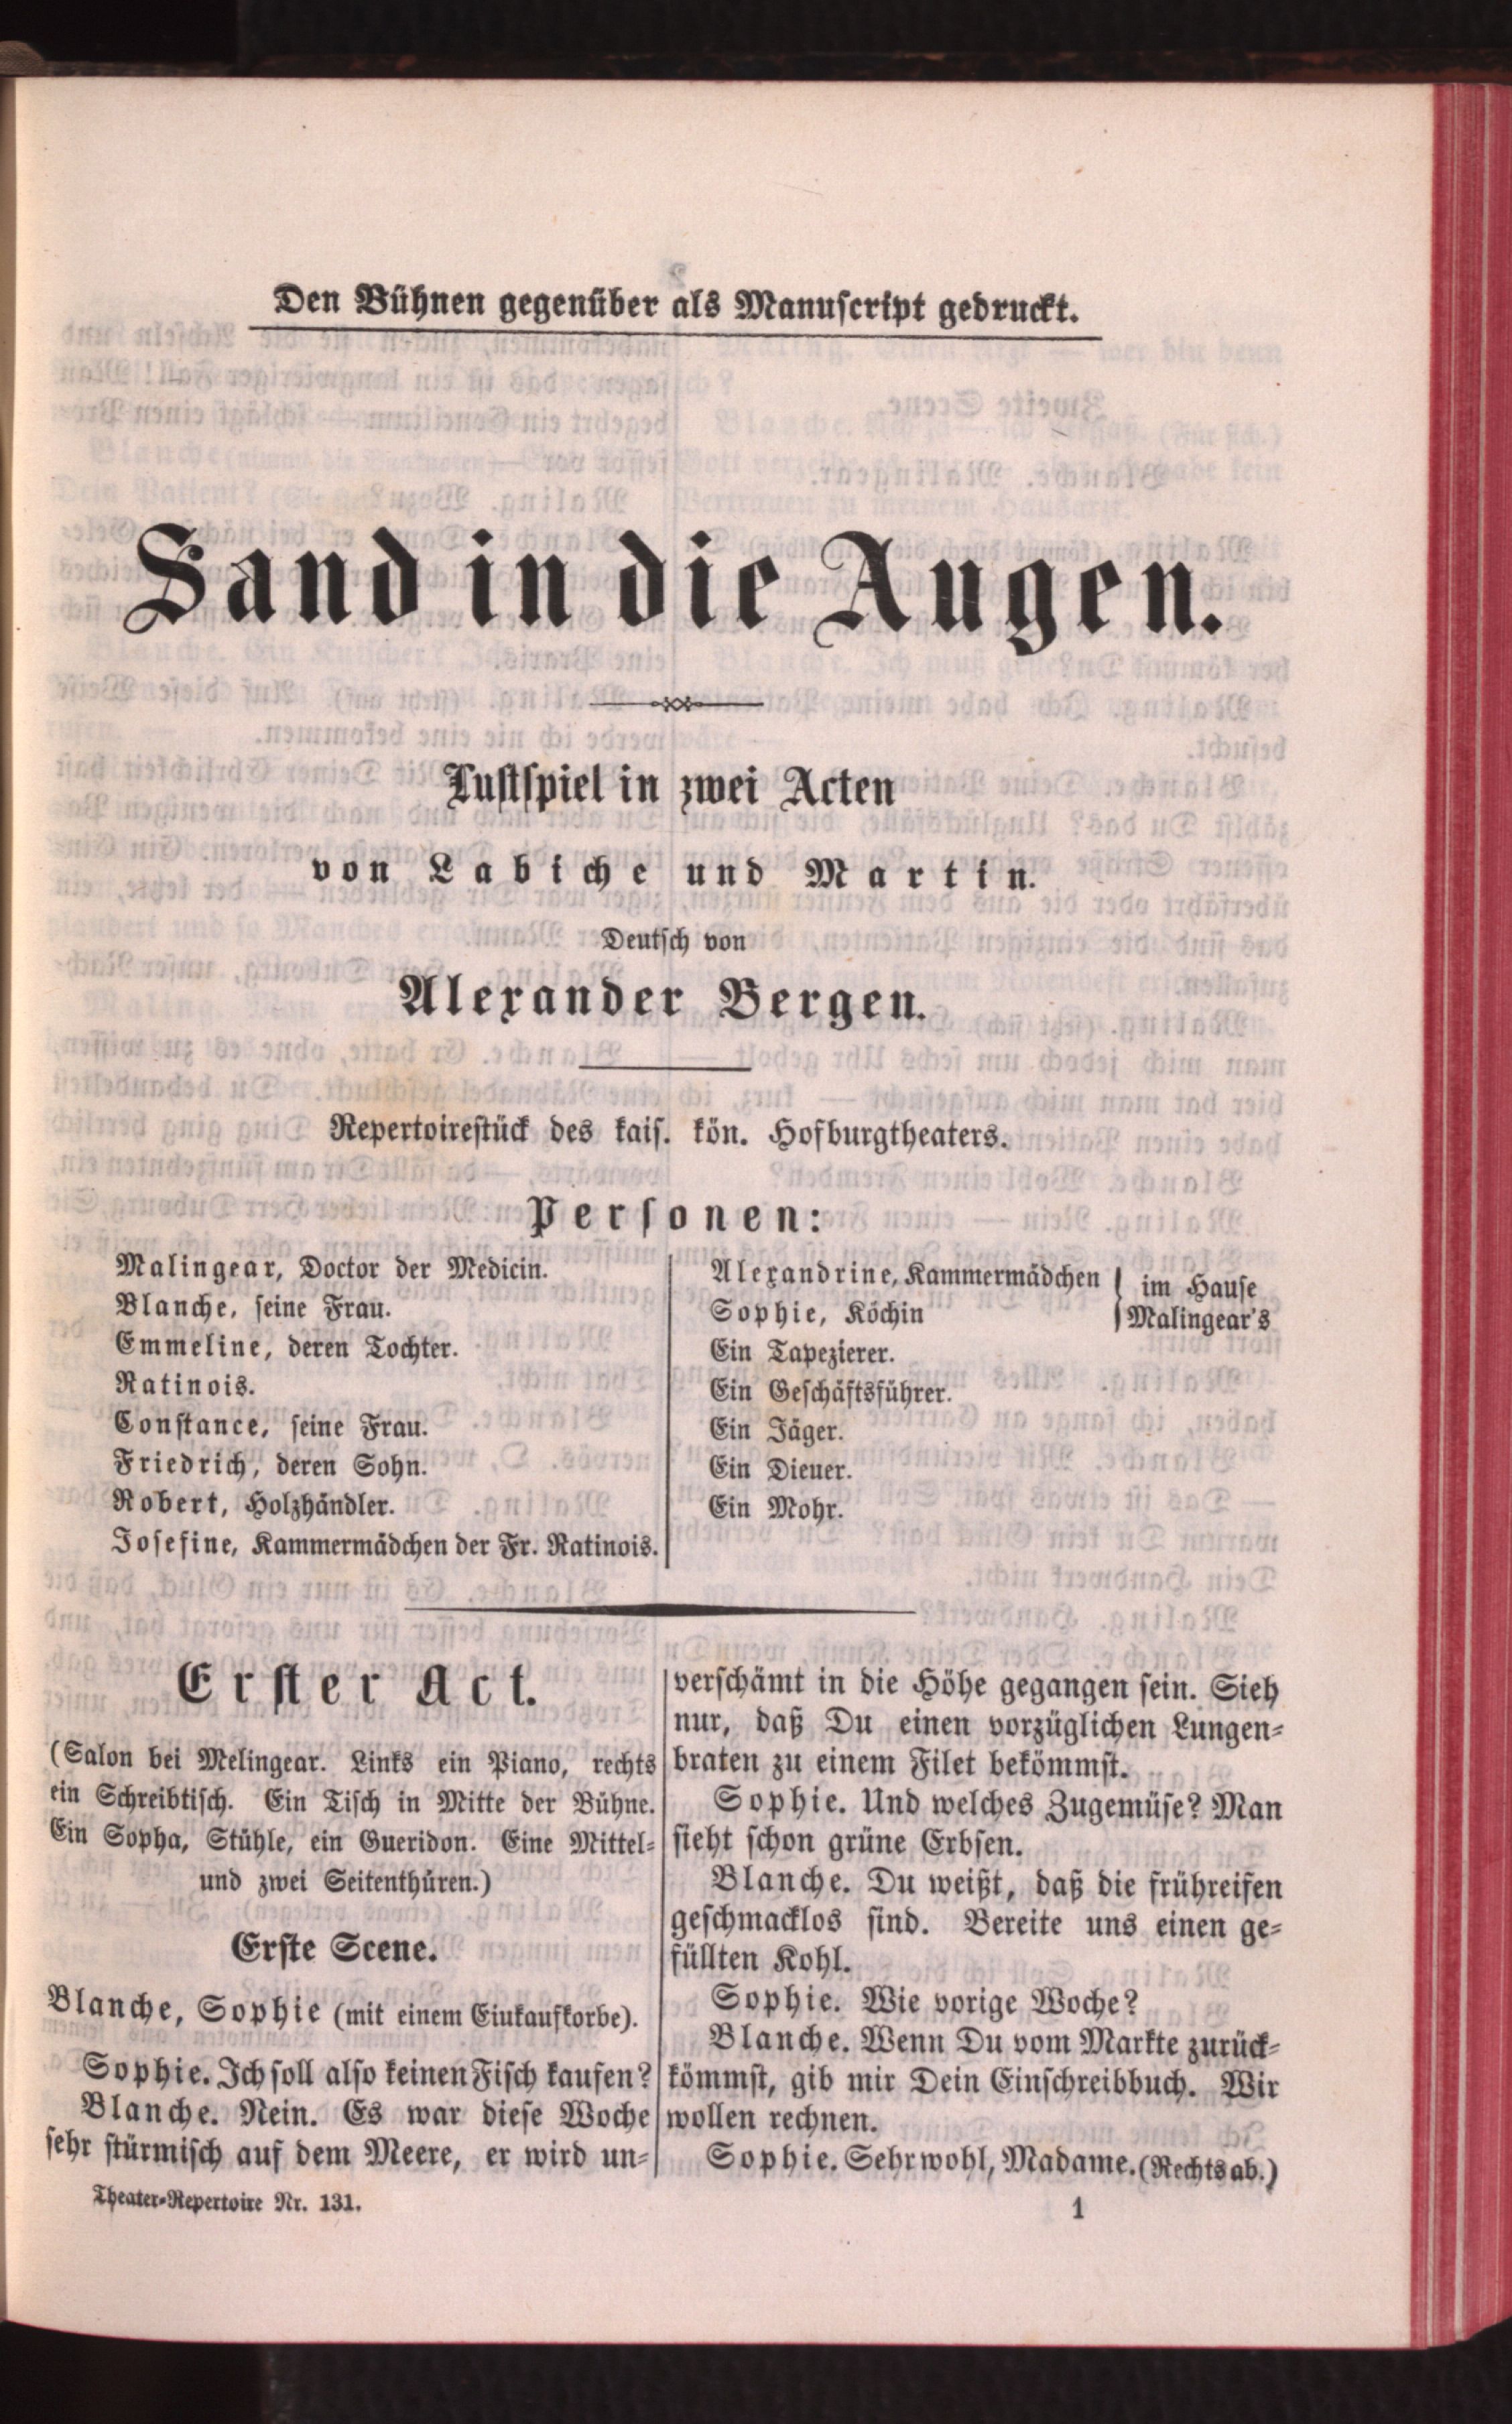 Den Bühnen gegenüber als Manuscript gedruckt.
Sand in die Augen.
Lustspiel in zwei Acten
von Labiche und Martin.
Deutsch von
Alexander Bergen.
Repertoirestück des kais. kön. Hofburgtheaters.
Personen:
Malingear, Doctor der Medicin.
Blanche, seine Frau.
Emmeline, deren Tochter.
Ratinois.
Constance, seine Frau.
Friedrich, deren Sohn.
Robert, Holzhändler.
Josefine, Kammermädchen der Fr. Ratinois.
Alexandrine, Kammermädchen
Sophie, Köchin
im Hause
Malingear's
Ein Tapezierer.
Ein Geschäftsführer.
Ein Jäger.
Ein Dieuer.
Ein Mohr.
Erster Act.
(Salon bei Melingear. Links ein Piano, rechts
ein Schreibtisch. Ein Tisch in Mitte der Bühne.
Ein Sopha, Stühle, ein Gueridon. Eine Mittel-
und zwei Seitenthüren.)
Erste Scene.
Blanche, Sophie (mit einem Eiukaufkorbe).
Sophie. Ich soll also keinen Fisch kaufen?
Blanche. Nein. Es war diese Woche
sehr stürmisch auf dem Meere, er wird un-
verschämt in die Höhe gegangen sein. Sieh
nur, daß Du einen vorzüglichen Lungen-
braten zu einem Filet bekömmst.
Sophie. Und welches Zugemüse? Man
sieht schon grüne Erbsen.
Blanche. Du weißt, daß die frühreifen
geschmacklos sind. Bereite uns einen ge-
füllten Kohl.
Sophie. Wie vorige Woche?
Blanche. Wenn Du vom Markte zurück-
kömmst, gib mir Dein Einschreibbuch. Wir
wollen rechnen.
Sophie. Sehr wohl, Madame. (Rechts ab.)
Theater-Repertoire Nr. 131.
1